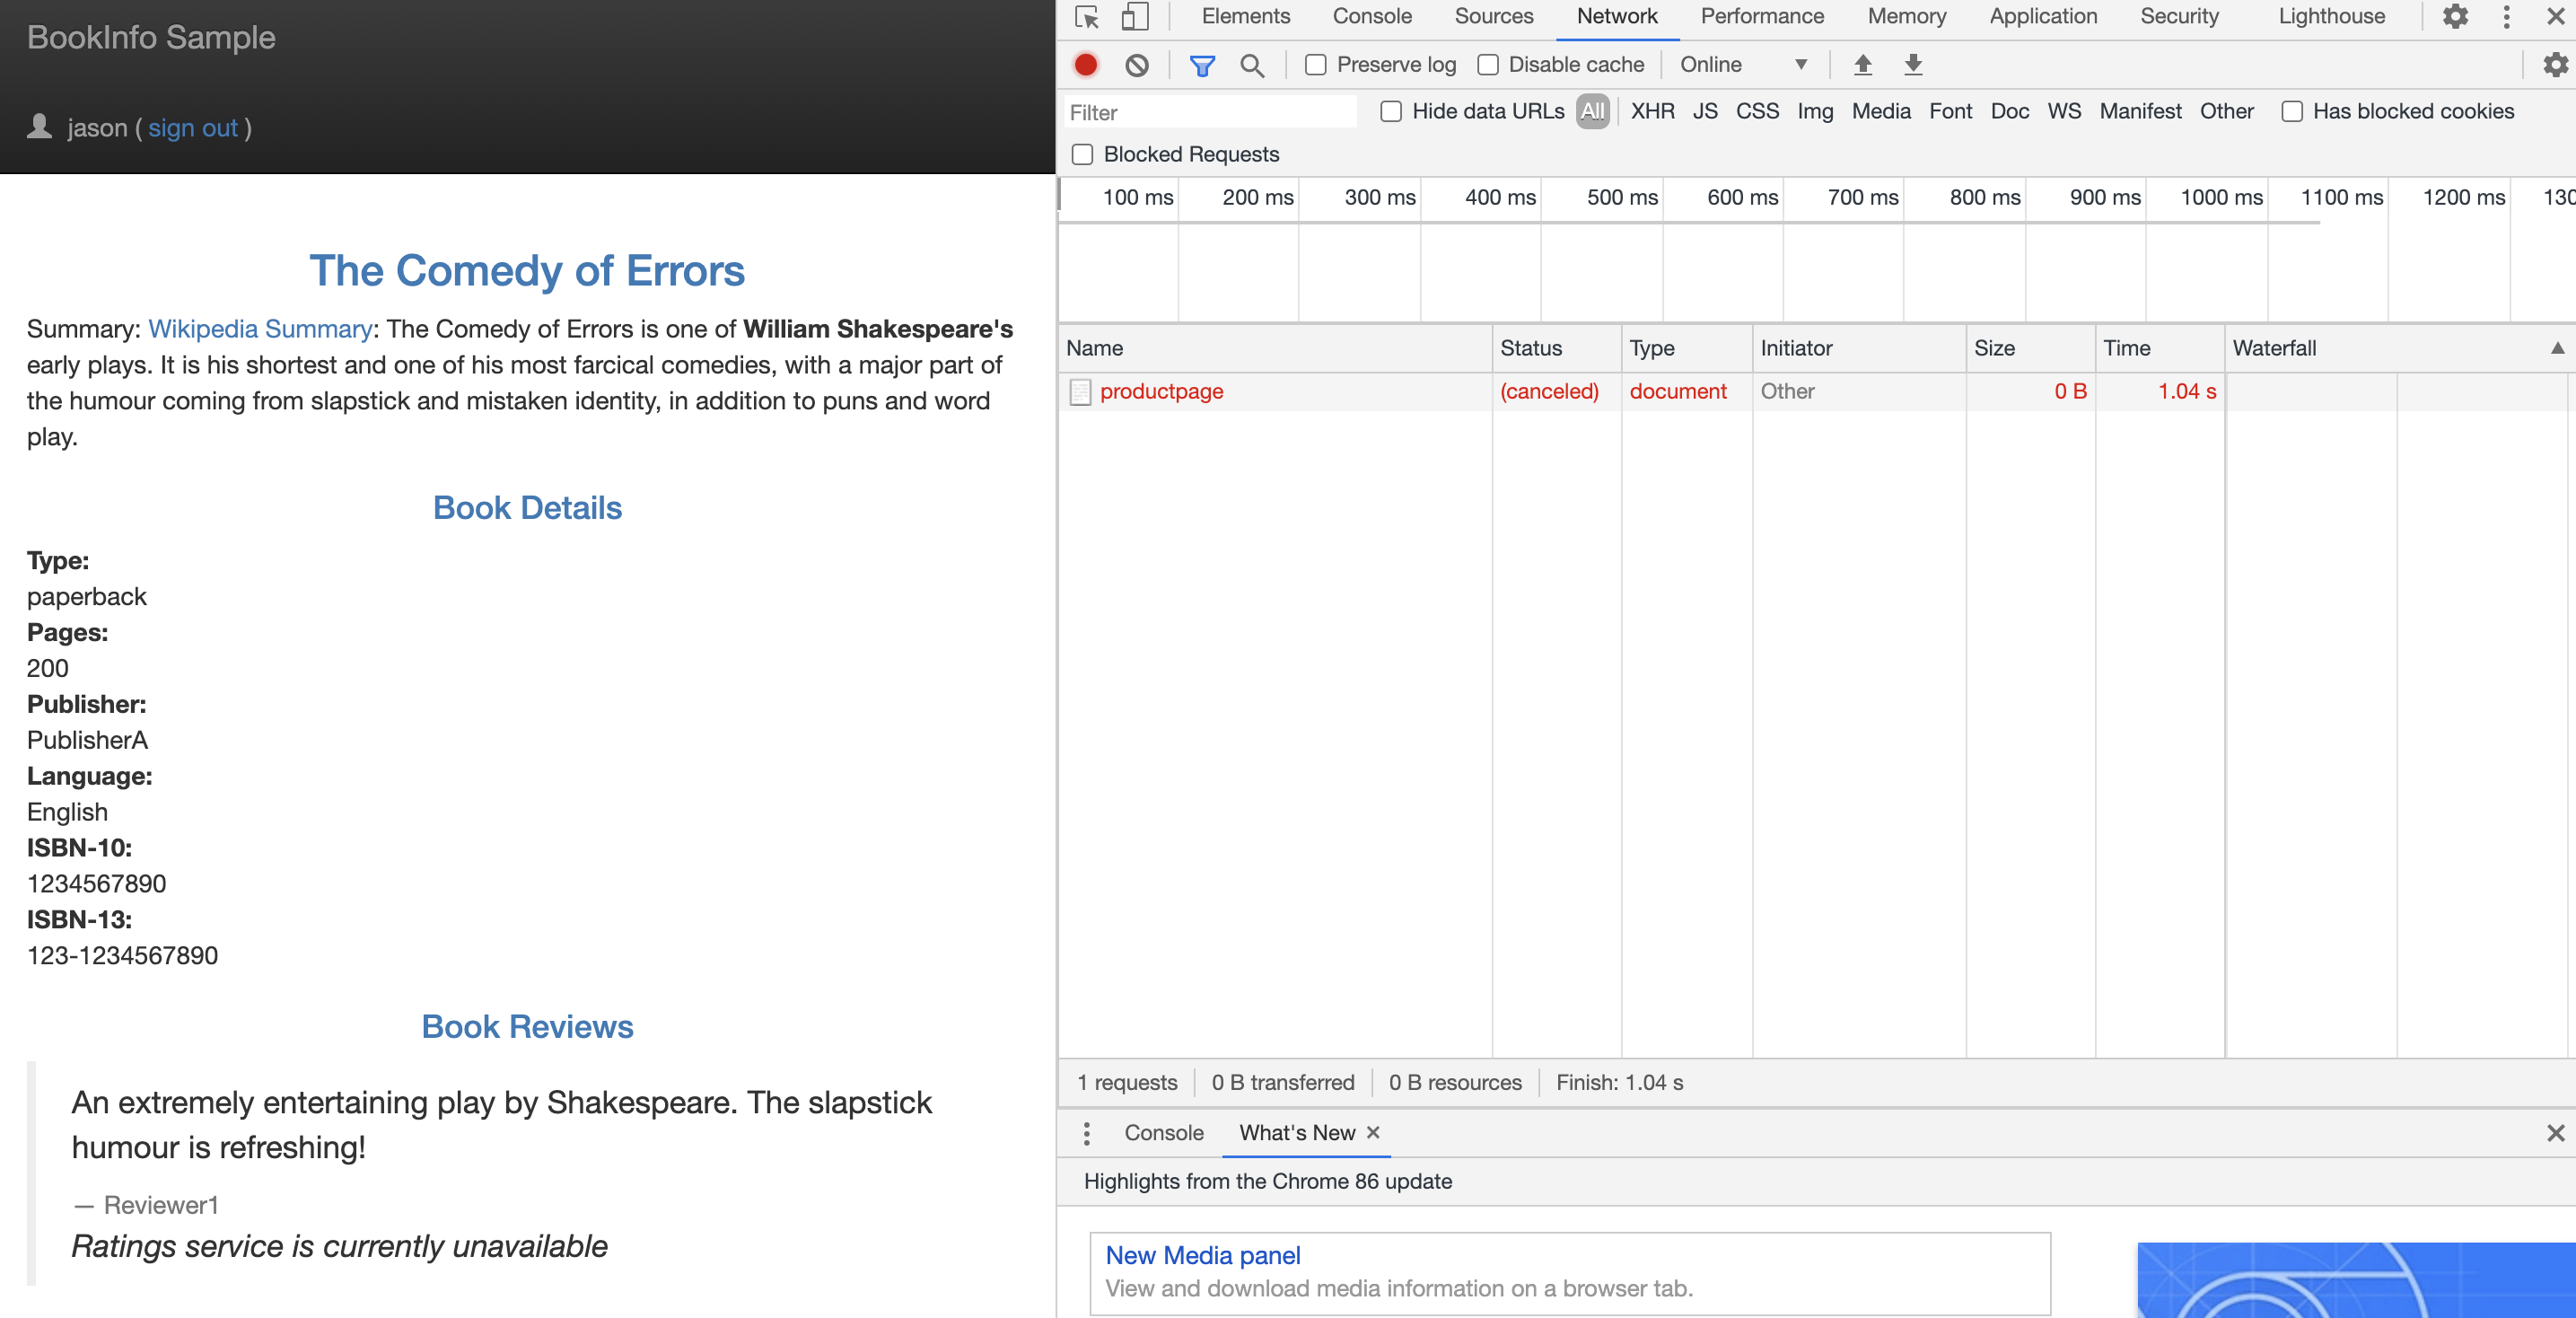 BookInfo Sample
jason ( sign out )
The Comedy of Errors
Summary: Wikipedia Summary: The Comedy of Errors is one of William Shakespeare's
early plays. It is his shortest and one of his most farcical comedies, with a major part of
the humour coming from slapstick and mistaken identity, in addition to puns and word
play.
Book Details
Type:
paperback
Pages:
200
Publisher:
PublisherA
Language:
English
ISBN-10:
1234567890
ISBN-13:
123-1234567890
Book Reviews
An extremely entertaining play by Shakespeare. The slapstick
humour is refreshing!
— Reviewer1
Ratings service is currently unavailable
Elements Console Sources Network Performance Memory Application Security Lighthouse
Preserve log Disable cache Online
Filter Hide data URLs All XHR JS CSS Img Media Font Doc WS Manifest Other Has blocked cookies
Blocked Requests
100 ms 200 ms 300 ms 400 ms 500 ms 600 ms 700 ms 800 ms 900 ms 1000 ms 1100 ms 1200 ms 130
Name Status Type Initiator Size Time Waterfall
productpage (canceled) document Other 0 B 1.04 s
1 requests 0 B transferred 0 B resources Finish: 1.04 s
Console What's New
Highlights from the Chrome 86 update
New Media panel
View and download media information on a browser tab.